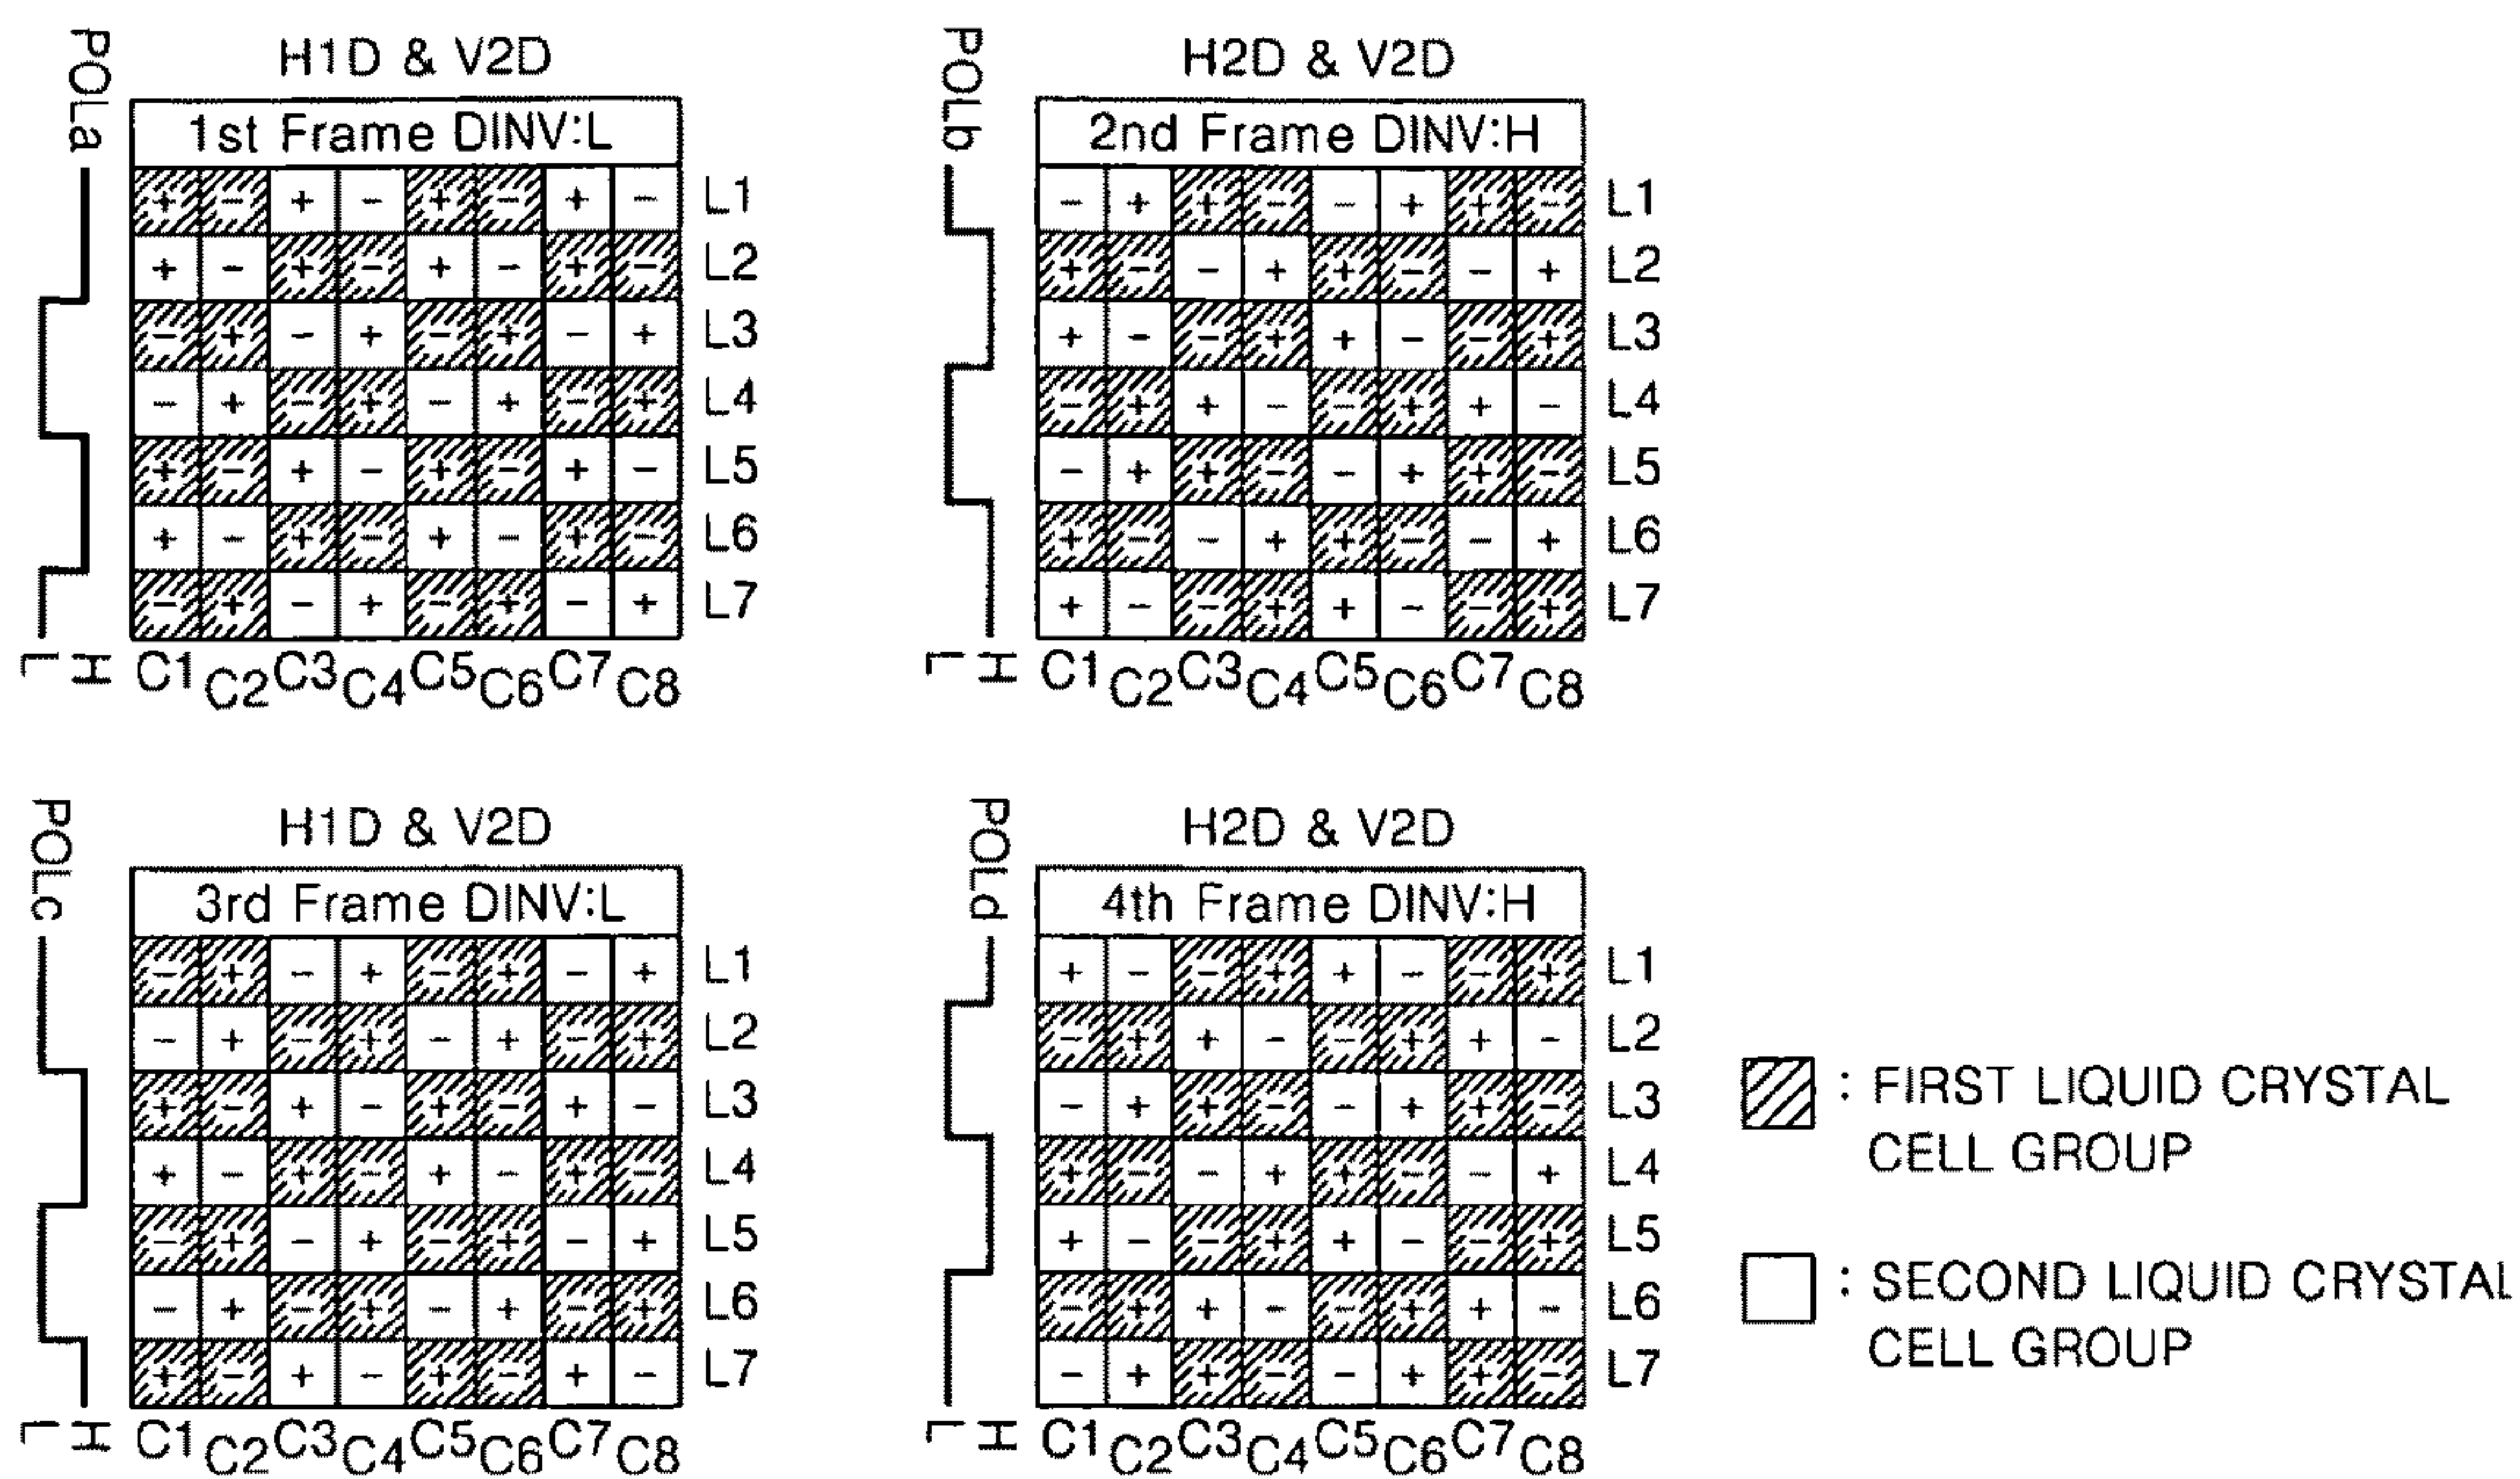 POLa
H1D & V2D
1st Frame DINV:L
+ - + - + - + - L1
+ - + - + - + - L2
- + - + - + - + L3
- + - + - + - + L4
+ - + - + - + - L5
+ - + - + - + - L6
- + - + - + - + L7
L H C1 C2 C3 C4 C5 C6 C7 C8
POLb
H2D & V2D
2nd Frame DINV:H
- + + - - + + - L1
+ - - + + - - + L2
+ - - + + - - + L3
- + + - - + + - L4
- + + - - + + - L5
+ - - + + - - + L6
+ - - + + - - + L7
L H C1 C2 C3 C4 C5 C6 C7 C8
POLc
H1D & V2D
3rd Frame DINV:L
- + - + - + - + L1
- + - + - + - + L2
+ - + - + - + - L3
+ - + - + - + - L4
- + - + - + - + L5
- + - + - + - + L6
+ - + - + - + - L7
L H C1 C2 C3 C4 C5 C6 C7 C8
POLd
H2D & V2D
4th Frame DINV:H
+ - - + + - - + L1
- + + - - + + - L2
- + + - - + + - L3
+ - - + + - - + L4
+ - - + + - - + L5
- + + - - + + - L6
- + + - - + + - L7
L H C1 C2 C3 C4 C5 C6 C7 C8
: FIRST LIQUID CRYSTAL
CELL GROUP
: SECOND LIQUID CRYSTAL
CELL GROUP